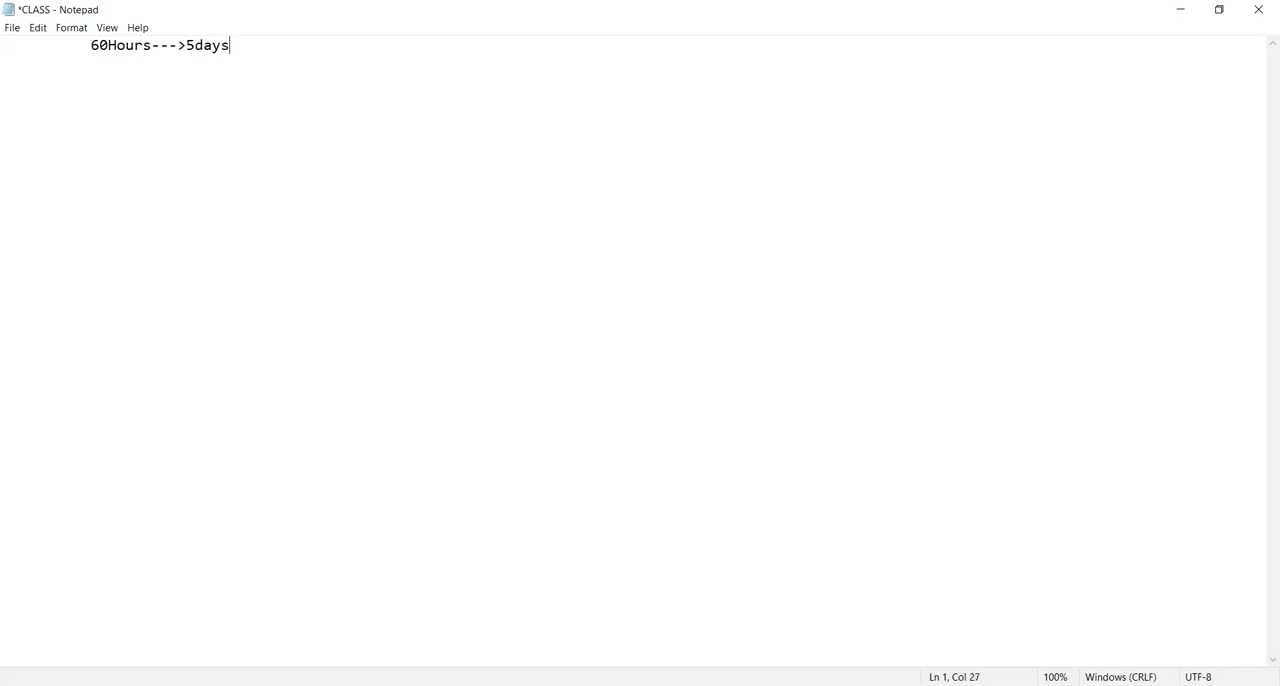 *CLASS - Notepad
File Edit Format View Help
60Hours--->5days
Ln 1, Col 27 100% Windows (CRLF) UTF-8